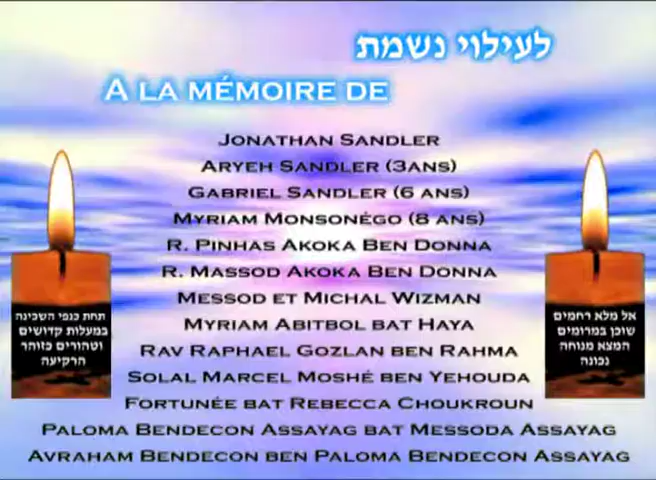 לעילוי נשמת
A LA MÉMOIRE DE
JONATHAN SANDLER
ARYEH SANDLER (3ANS)
GABRIEL SANDLER (6 ANS)
MYRIAM MONSONÉGO (8 ANS)
R. PINHAS AKOKA BEN DONNA
R. MASSOD AKOKA BEN DONNA
MESSOD ET MICHAL WIZMAN
MYRIAM ABITBOL BAT HAYA
RAV RAPHAEL GOZLAN BEN RAHMA
SOLAL MARCEL MOSHÉ BEN YEHOUDA
FORTUNÉE BAT REBECCA CHOUKROUN
PALOMA BENDECON ASSAYAG BAT MESSODA ASSAYAG
AVRAHAM BENDECON BEN PALOMA BENDECON ASSAYAG
אל מלא רחמים
שוכן במרומים
המצא מנוחה
נכונה
תחת כנפי השכינה
במעלות קדושים
וטהורים כזוהר
הרקיעה